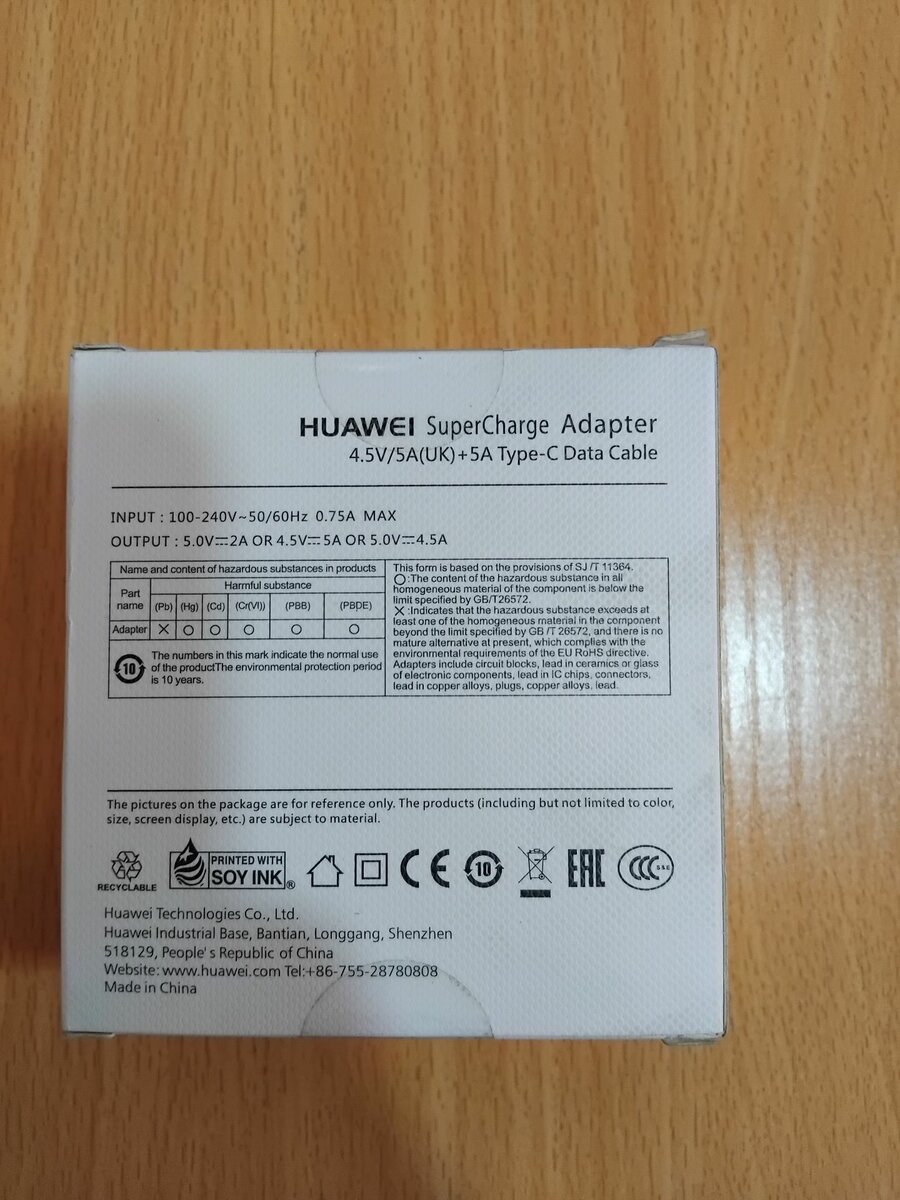 HUAWEI SuperCharge Adapter
4.5V/5A(UK)+5A Type-C Data Cable
INPUT : 100-240V~50/60Hz 0.75A MAX
OUTPUT : 5.0V⎓2A OR 4.5V⎓5A OR 5.0V⎓4.5A
Name and content of hazardous substances in products
Part name
Harmful substance
(Pb) (Hg) (Cd) (Cr(VI)) (PBB) (PBDE)
Adapter X O O O O O
10
The numbers in this mark indicate the normal use
of the productThe environmental protection period
is 10 years.
This form is based on the provisions of SJ /T 11364.
O:The content of the hazardous substance in all
homogeneous material of the component is below the
limit specified by GB/T26572.
X :Indicates that the hazardous substance exceeds at
least one of the homogeneous material in the component
beyond the limit specified by GB /T 26572, and there is no
mature alternative at present, which complies with the
environmental requirements of the EU RoHS directive.
Adapters include circuit blocks, lead in ceramics or glass
of electronic components, lead in IC chips, connectors,
lead in copper alloys, plugs, copper alloys, lead.
The pictures on the package are for reference only. The products (including but not limited to color,
size, screen display, etc.) are subject to material.
RECYCLABLE
PRINTED WITH
SOY INK®
CE
10
EAC
CCC S&E
Huawei Technologies Co., Ltd.
Huawei Industrial Base, Bantian, Longgang, Shenzhen
518129, People's Republic of China
Website: www.huawei.com Tel:+86-755-28780808
Made in China